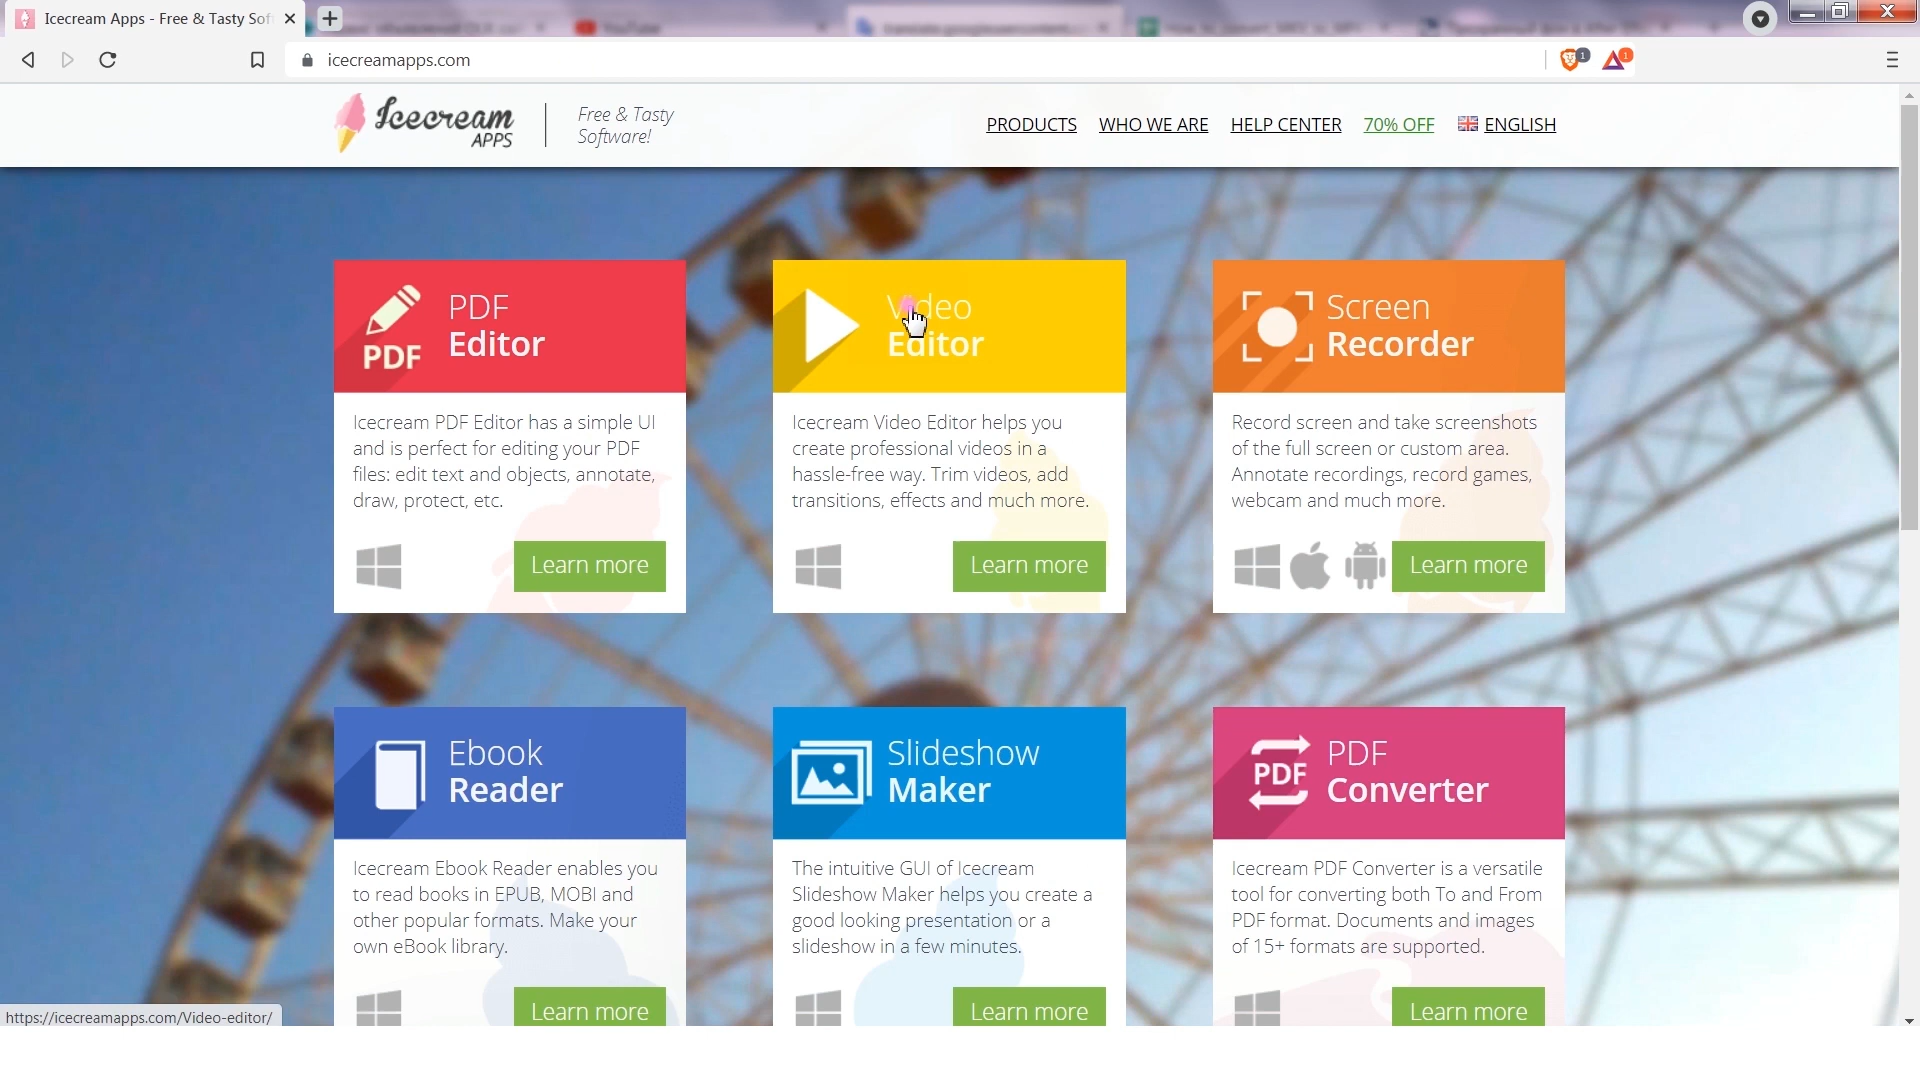 Icecream Apps - Free & Tasty Sof
YouTube
icecreamapps.com
1
1
Icecream
APPS
Free & Tasty
Software!
PRODUCTS
WHO WE ARE
HELP CENTER
70% OFF
ENGLISH
PDF
PDF
Editor
Icecream PDF Editor has a simple UI
and is perfect for editing your PDF
files: edit text and objects, annotate,
draw, protect, etc.
Learn more
Video
Editor
Icecream Video Editor helps you
create professional videos in a
hassle-free way. Trim videos, add
transitions, effects and much more.
Learn more
Screen
Recorder
Record screen and take screenshots
of the full screen or custom area.
Annotate recordings, record games,
webcam and much more.
Learn more
Ebook
Reader
Icecream Ebook Reader enables you
to read books in EPUB, MOBI and
other popular formats. Make your
own eBook library.
Learn more
Slideshow
Maker
The intuitive GUI of Icecream
Slideshow Maker helps you create a
good looking presentation or a
slideshow in a few minutes.
Learn more
PDF
PDF
Converter
Icecream PDF Converter is a versatile
tool for converting both To and From
PDF format. Documents and images
of 15+ formats are supported.
Learn more
https://icecreamapps.com/Video-editor/